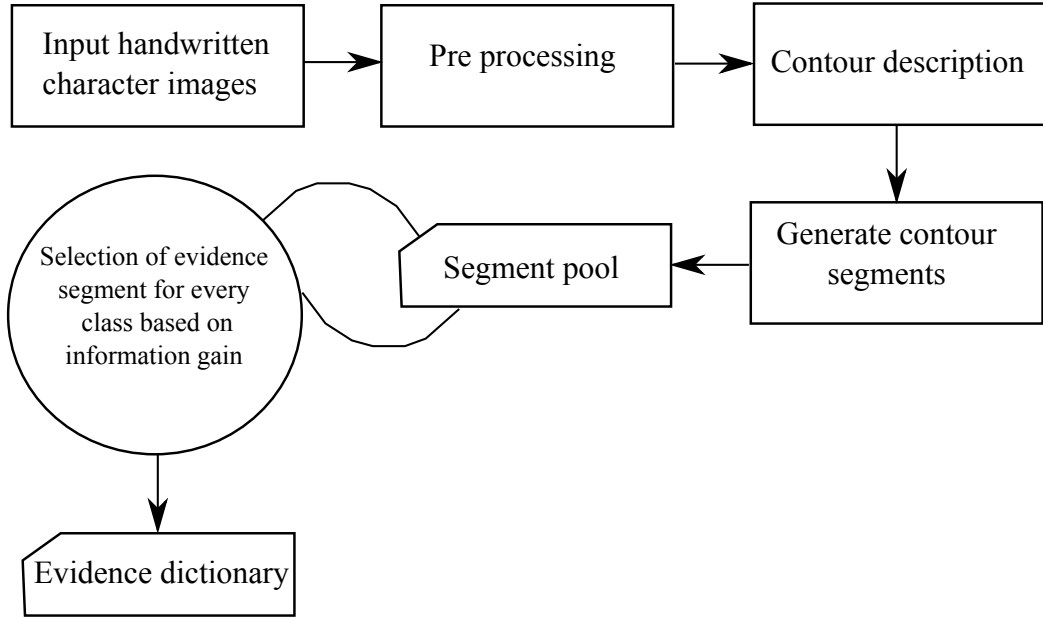 Input handwritten
character images
Pre processing
Contour description
Generate contour
segments
Segment pool
Selection of evidence
segment for every
class based on
information gain
Evidence dictionary